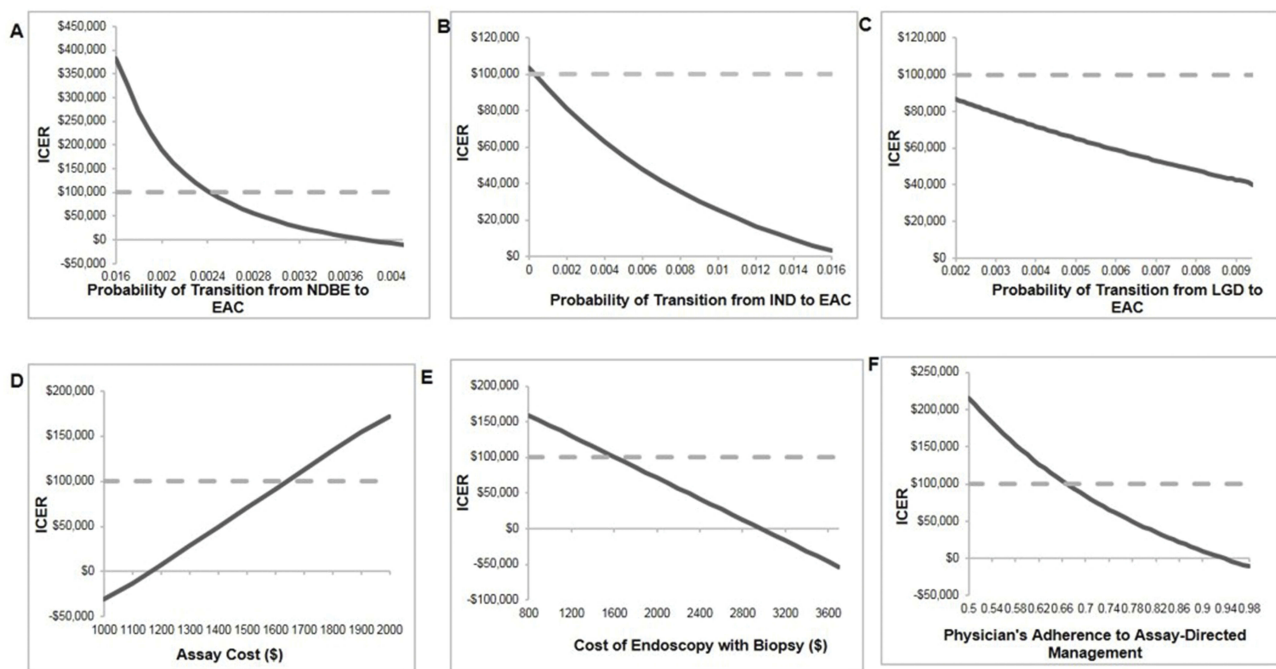 A
$450,000
$400,000
$350,000
$300,000
$250,000
$200,000
$150,000
$100,000
$50,000
$0
-$50,000
ICER
0.016 0.002 0.0024 0.0028 0.0032 0.0036 0.004
Probability of Transition from NDBE to
EAC
B
$120,000
$100,000
$80,000
$60,000
$40,000
$20,000
$0
ICER
0 0.002 0.004 0.006 0.008 0.01 0.012 0.014 0.016
Probability of Transition from IND to EAC
C
$120,000
$100,000
$80,000
$60,000
$40,000
$20,000
$0
ICER
0.002 0.003 0.004 0.005 0.006 0.007 0.008 0.009
Probability of Transition from LGD to
EAC
D
$200,000
$150,000
$100,000
$50,000
$0
-$50,000
ICER
1000 1100 1200 1300 1400 1500 1600 1700 1800 1900 2000
Assay Cost ($)
E
$200,000
$150,000
$100,000
$50,000
$0
-$50,000
-$100,000
ICER
800 1200 1600 2000 2400 2800 3200 3600
Cost of Endoscopy with Biopsy ($)
F
$250,000
$200,000
$150,000
$100,000
$50,000
$0
-$50,000
ICER
0.5 0.54 0.58 0.62 0.66 0.7 0.74 0.78 0.82 0.86 0.9 0.94 0.98
Physician's Adherence to Assay-Directed
Management